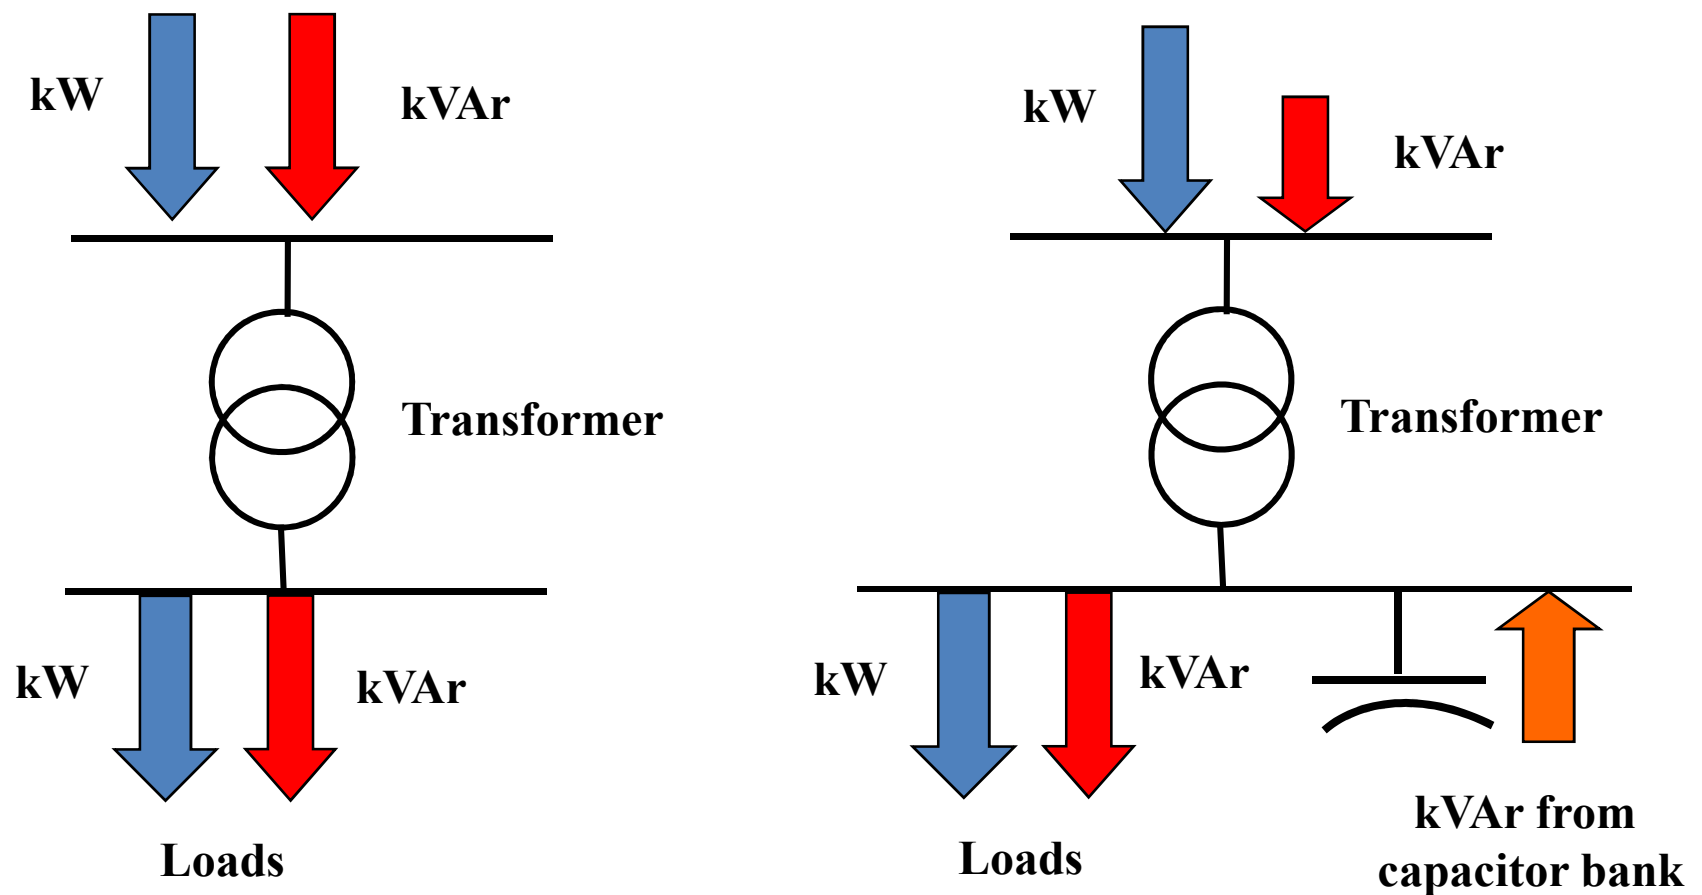 kW
kVAr
Transformer
kW
kVAr
Loads
kW
kVAr
Transformer
kW
kVAr
Loads
kVAr from
capacitor bank